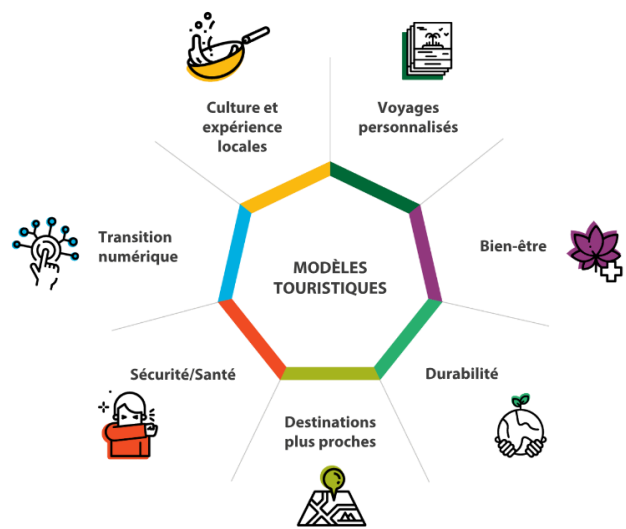 Culture et
expérience
locales
Voyages
personnalisés
Transition
numérique
Bien-être
MODÈLES
TOURISTIQUES
Sécurité/Santé
Durabilité
Destinations
plus proches